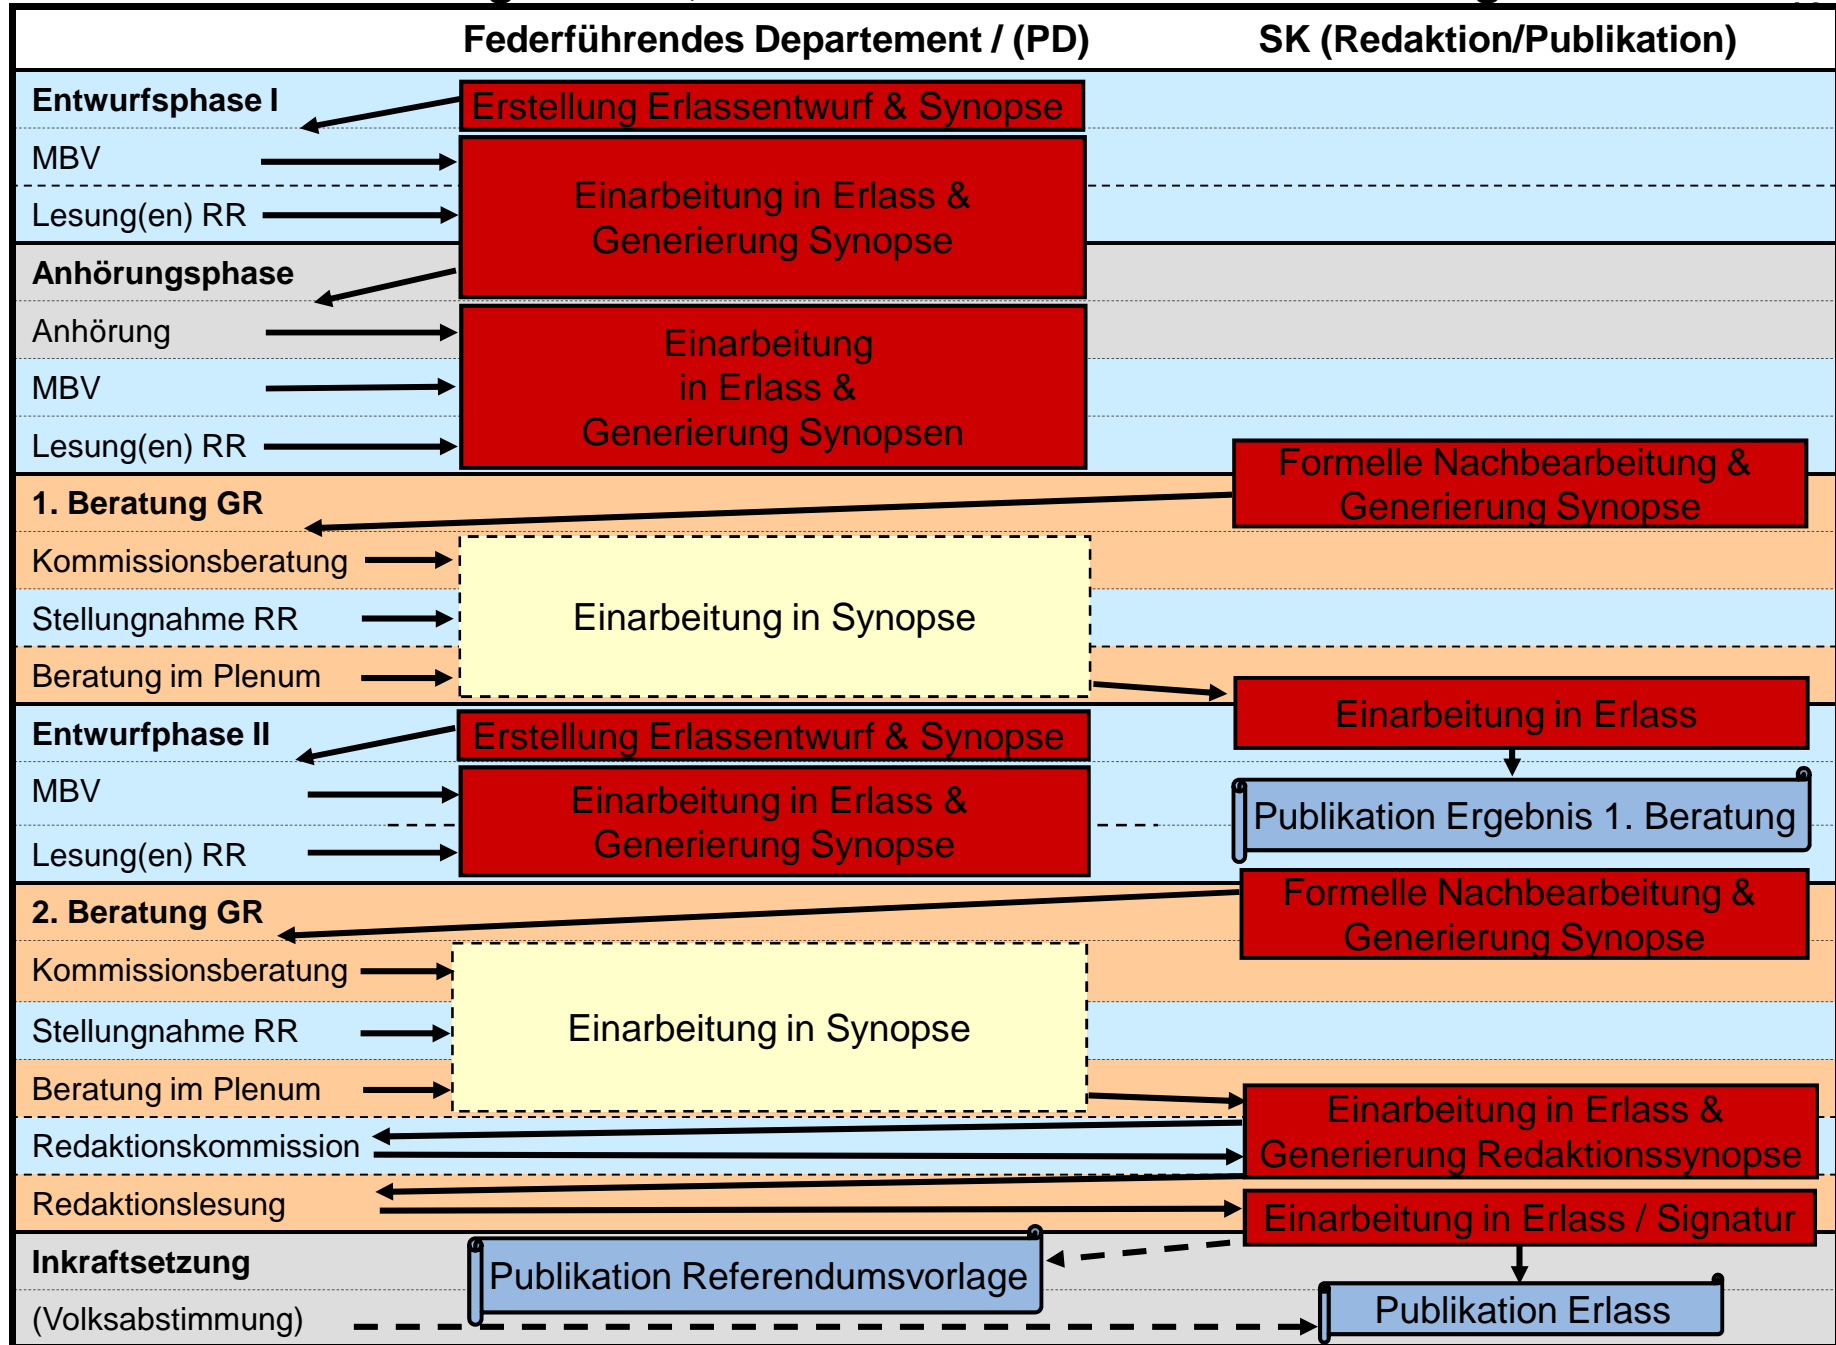 Federführendes Departement / (PD)
SK (Redaktion/Publikation)
Entwurfsphase I
Erstellung Erlassentwurf & Synopse
MBV
Einarbeitung in Erlass &
Generierung Synopse
Lesung(en) RR
Anhörungsphase
Anhörung
Einarbeitung
in Erlass &
Generierung Synopsen
MBV
Lesung(en) RR
Formelle Nachbearbeitung &
Generierung Synopse
1. Beratung GR
Kommissionsberatung
Stellungnahme RR
Einarbeitung in Synopse
Beratung im Plenum
Einarbeitung in Erlass
Entwurfphase II
Erstellung Erlassentwurf & Synopse
MBV
Einarbeitung in Erlass &
Generierung Synopse
Publikation Ergebnis 1. Beratung
Lesung(en) RR
Formelle Nachbearbeitung &
Generierung Synopse
2. Beratung GR
Kommissionsberatung
Stellungnahme RR
Einarbeitung in Synopse
Beratung im Plenum
Einarbeitung in Erlass &
Generierung Redaktionssynopse
Redaktionskommission
Redaktionslesung
Einarbeitung in Erlass / Signatur
Inkraftsetzung
Publikation Referendumsvorlage
(Volksabstimmung)
Publikation Erlass